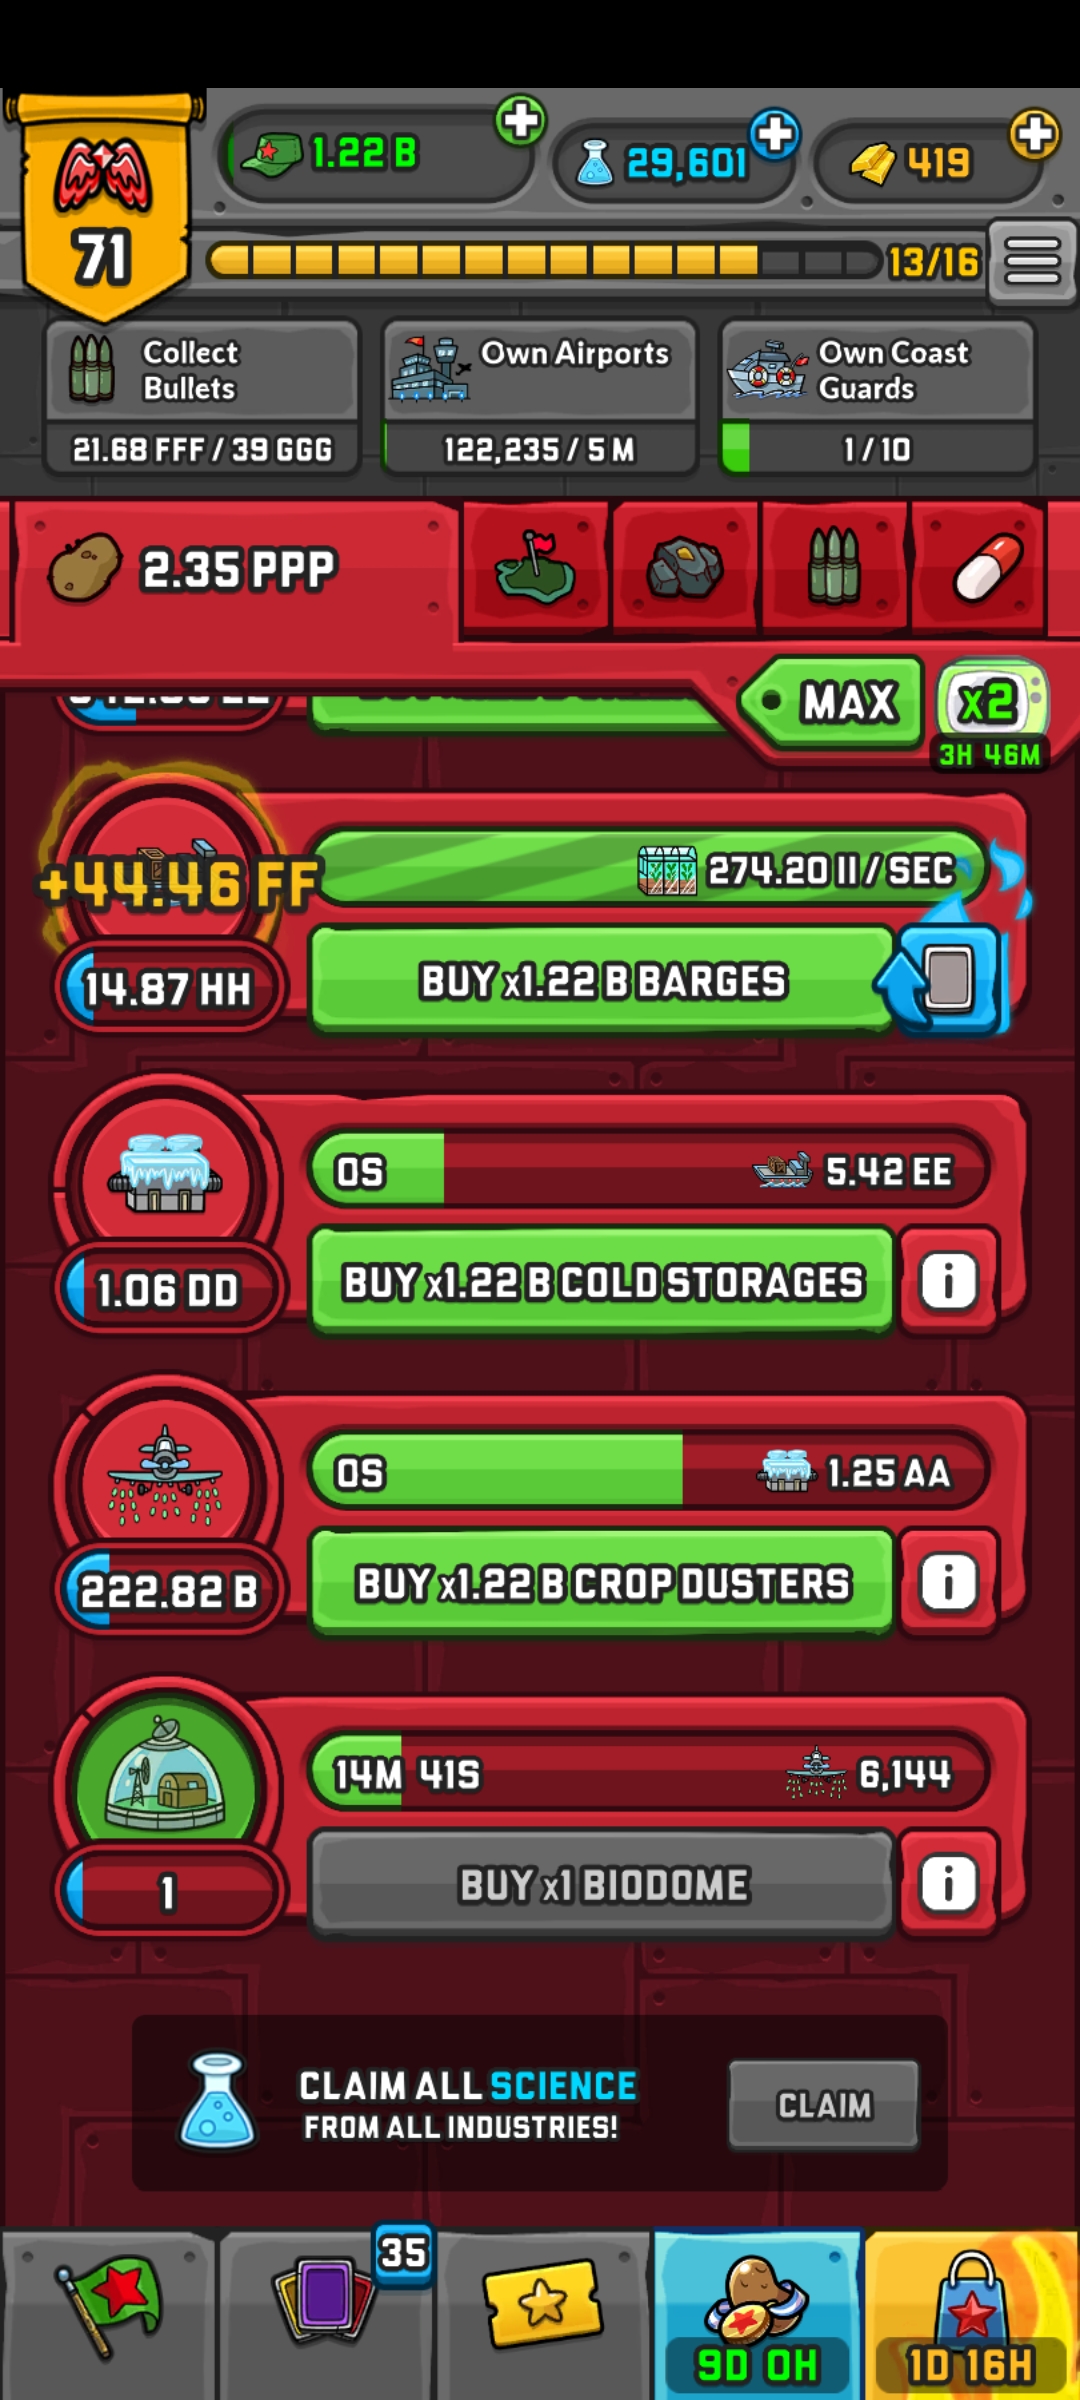 1.22 B
29,601
419
71
13/16
Collect
Bullets
21.68 FFF / 39 GGG
Own Airports
122,235 / 5 M
Own Coast
Guards
1 / 10
2.35 PPP
MAX
x2
3H 46M
+44.46 FF
274.20 II / SEC
14.87 HH
BUY x1.22 B BARGES
0S
5.42 EE
1.06 DD
BUY x1.22 B COLD STORAGES
i
0S
1.25 AA
222.82 B
BUY x1.22 B CROP DUSTERS
i
14M 41S
6,144
1
BUY x1 BIODOME
i
CLAIM ALL SCIENCE
FROM ALL INDUSTRIES!
CLAIM
35
9D 0H
1D 16H